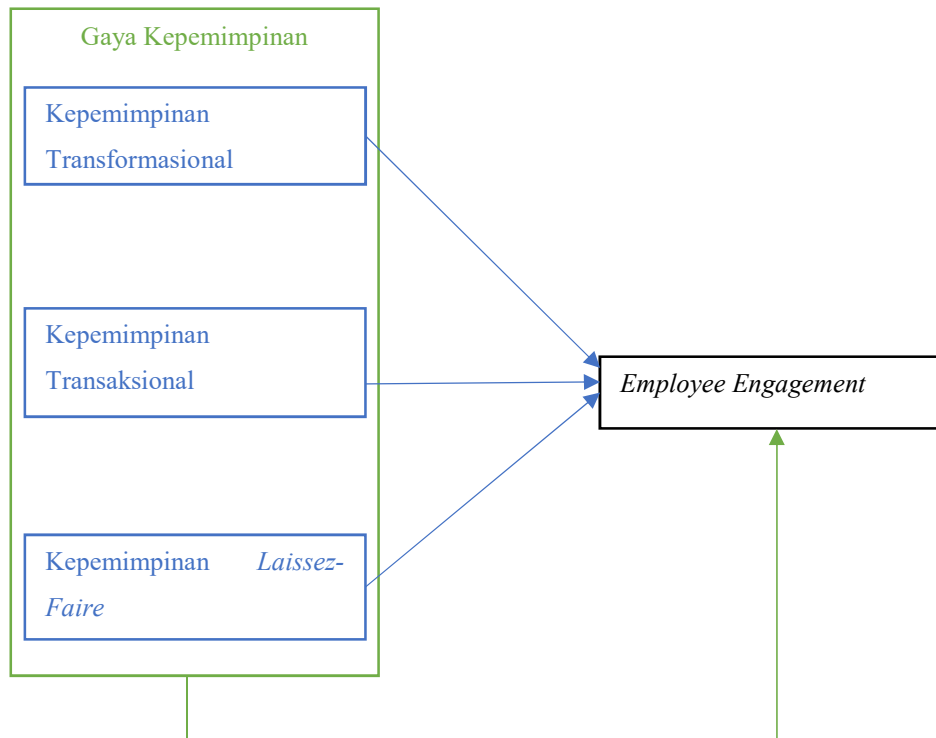 Gaya Kepemimpinan
Kepemimpinan
Transformasional
Kepemimpinan
Transaksional
Kepemimpinan Laissez-
Faire
Employee Engagement